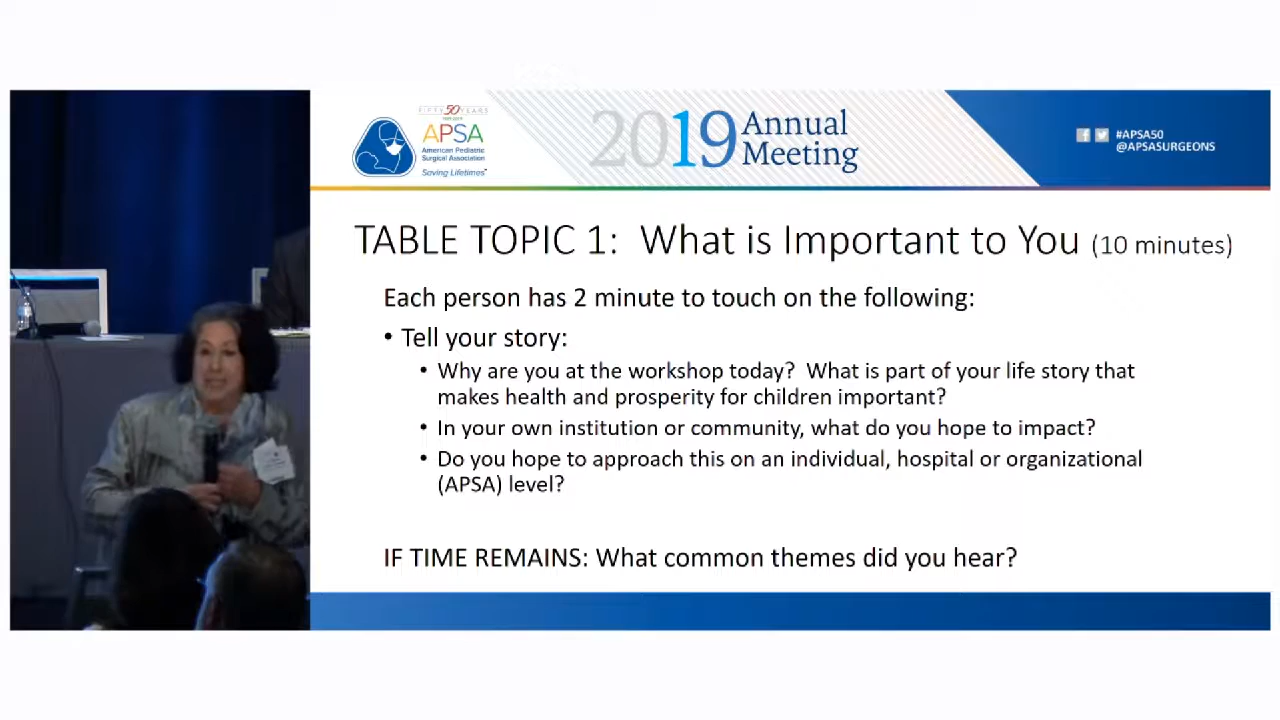 FIFTY 50 YEARS
APSA
American Pediatric
Surgical Association
Saving Lifetimes
2019 Annual
Meeting
#APSA50
@APSASURGEONS
TABLE TOPIC 1: What is Important to You (10 minutes)
Each person has 2 minute to touch on the following:
• Tell your story:
• Why are you at the workshop today? What is part of your life story that
makes health and prosperity for children important?
• In your own institution or community, what do you hope to impact?
• Do you hope to approach this on an individual, hospital or organizational
(APSA) level?
IF TIME REMAINS: What common themes did you hear?